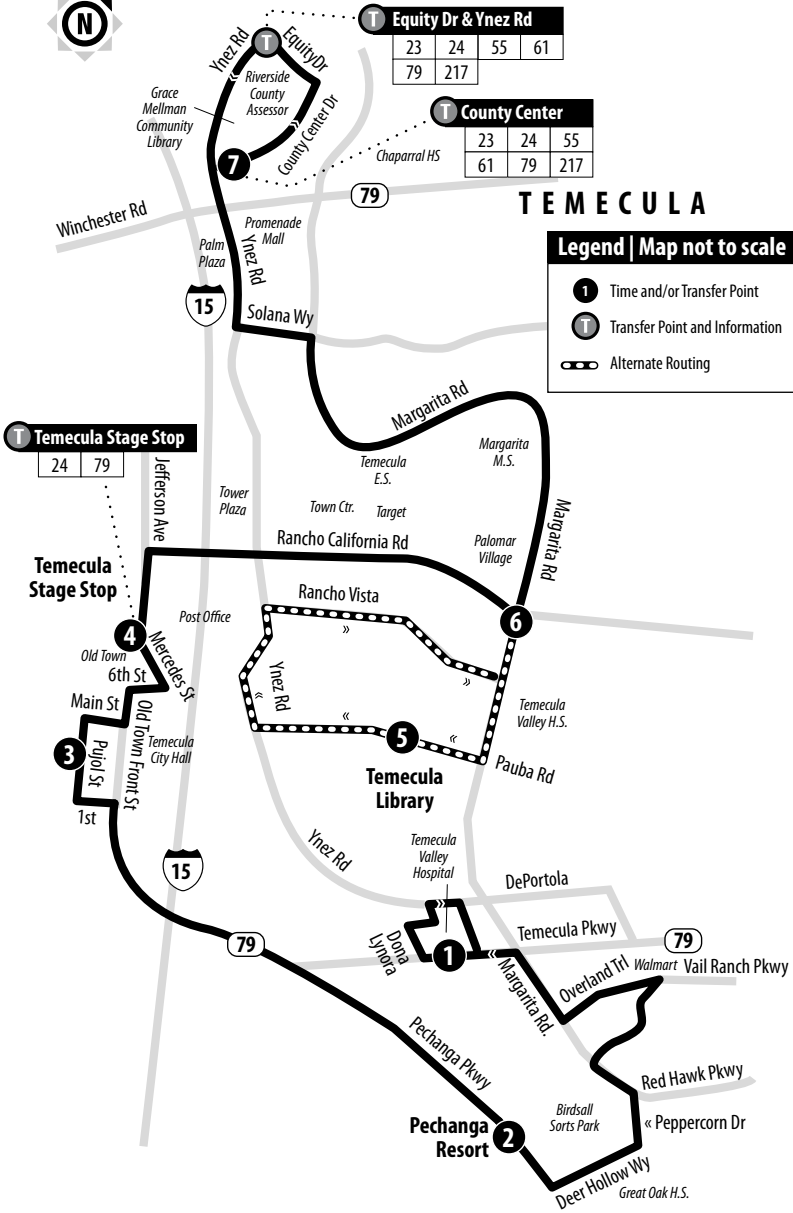 N
T Equity Dr & Ynez Rd
23 24 55 61
79 217
Ynez Rd
T
EquityDr
Riverside
County
Assessor
Grace
Mellman
Community
Library
County Center Dr
T County Center
23 24 55
61 79 217
7
Chaparral HS
79
TEMECULA
Winchester Rd
Promenade
Mall
Palm
Plaza
Ynez Rd
15
Solana Wy
Legend | Map not to scale
1 Time and/or Transfer Point
T Transfer Point and Information
Alternate Routing
Margarita Rd
T Temecula Stage Stop
24 79
Jefferson Ave
Temecula
E.S.
Margarita
M.S.
Tower
Plaza
Town Ctr.
Target
Margarita Rd
Rancho California Rd
Palomar
Village
Temecula
Stage Stop
Rancho Vista
6
4
Post Office
»
Old Town
Mercedes St
6th St
»
Main St
Ynez Rd
»
Temecula
Valley H.S.
Old Town Front St
«
«
3
Pujol St
Temecula
City Hall
5
Pauba Rd
Temecula
Library
1st
Ynez Rd
Temecula
Valley
Hospital
15
DePortola
»
Temecula Pkwy
79
79
Dona
Lynora
1
«
Margarita Rd.
Overland Trl
Walmart
Vail Ranch Pkwy
Pechanga Pkwy
Red Hawk Pkwy
Birdsall
Sorts Park
« Peppercorn Dr
Pechanga
Resort
2
Deer Hollow Wy
Great Oak H.S.